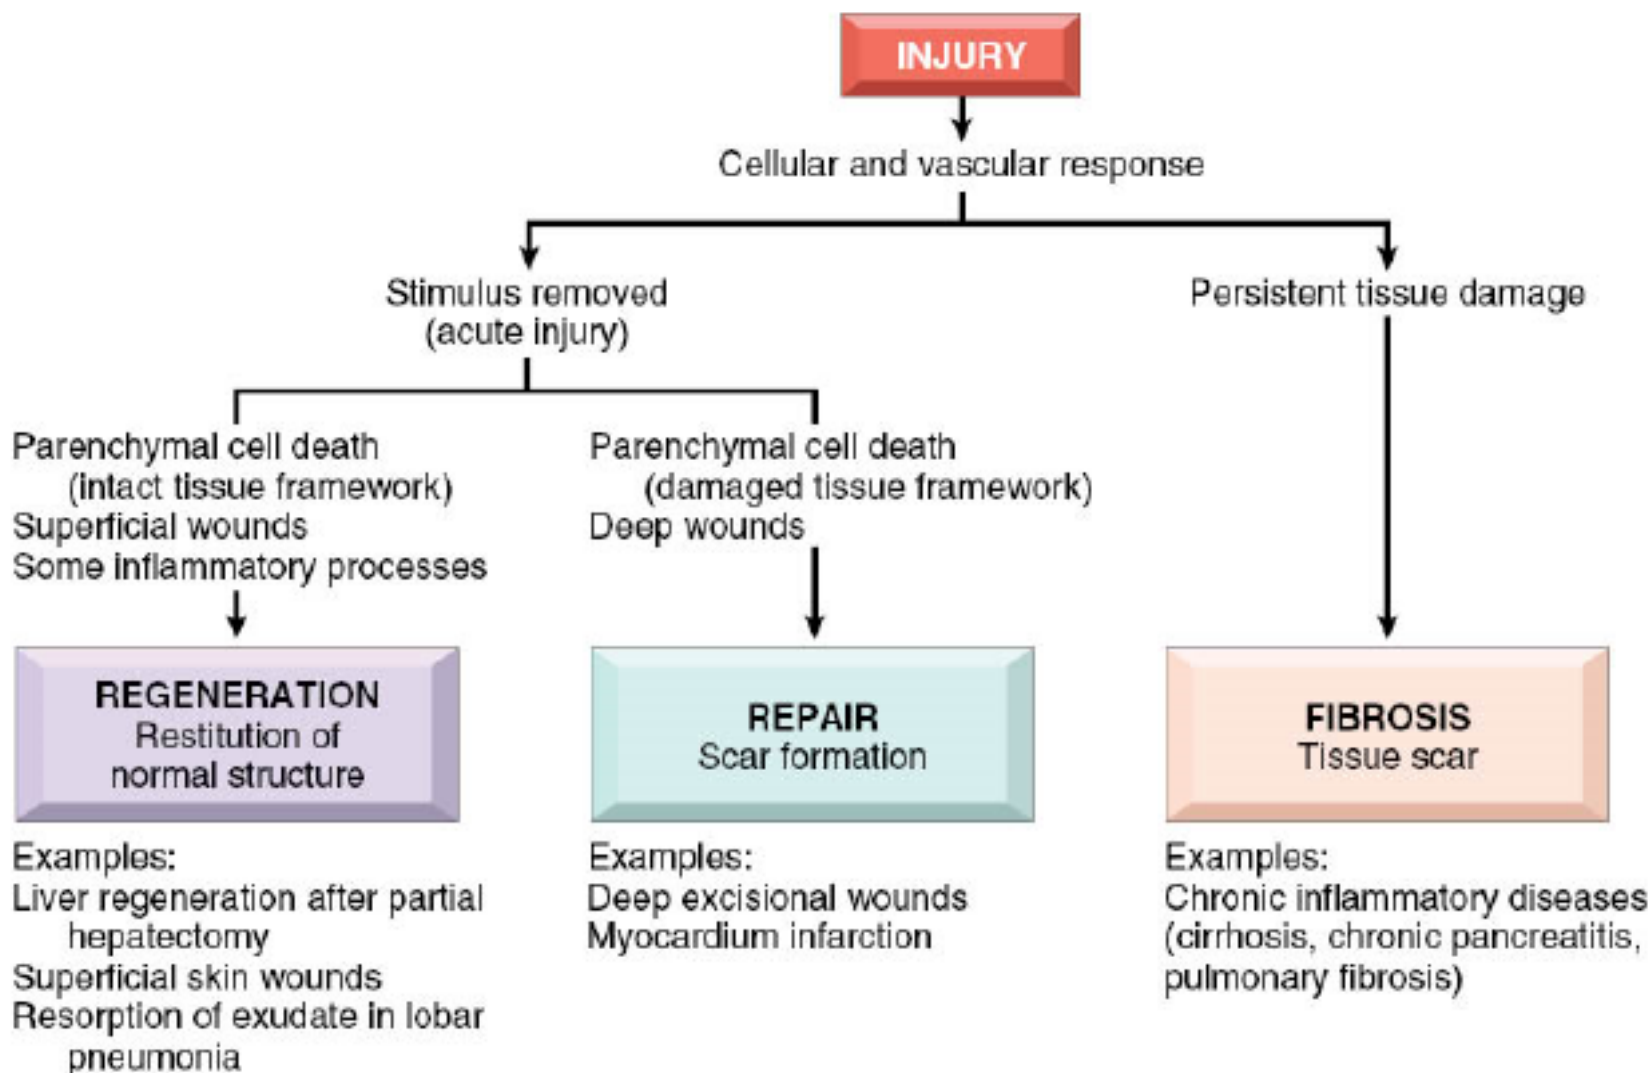 INJURY
Cellular and vascular response
Stimulus removed
(acute injury)
Persistent tissue damage
Parenchymal cell death
(intact tissue framework)
Superficial wounds
Some inflammatory processes
Parenchymal cell death
(damaged tissue framework)
Deep wounds
REGENERATION
Restitution of
normal structure
REPAIR
Scar formation
FIBROSIS
Tissue scar
Examples:
Liver regeneration after partial
hepatectomy
Superficial skin wounds
Resorption of exudate in lobar
pneumonia
Examples:
Deep excisional wounds
Myocardium infarction
Examples:
Chronic inflammatory diseases
(cirrhosis, chronic pancreatitis,
pulmonary fibrosis)